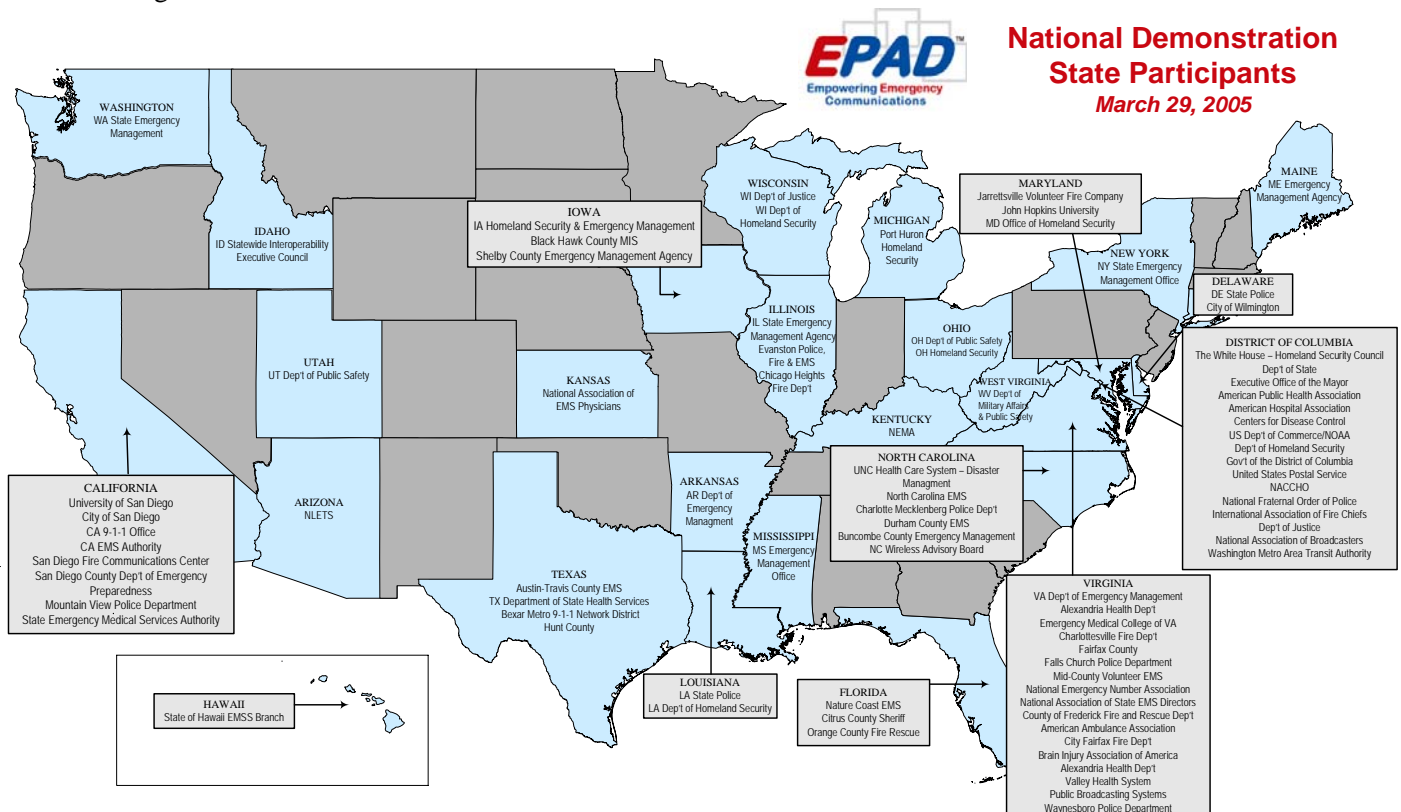 EPAD™
Empowering Emergency
Communications
National Demonstration
State Participants
March 29, 2005
WASHINGTON
WA State Emergency
Management
IDAHO
ID Statewide Interoperability
Executive Council
IOWA
IA Homeland Security & Emergency Management
Black Hawk County MIS
Shelby County Emergency Management Agency
WISCONSIN
WI Dep't of Justice
WI Dep't of
Homeland Security
MICHIGAN
Port Huron
Homeland
Security
MARYLAND
Jarrettsville Volunteer Fire Company
John Hopkins University
MD Office of Homeland Security
MAINE
ME Emergency
Management Agency
NEW YORK
NY State Emergency
Management Office
DELAWARE
DE State Police
City of Wilmington
UTAH
UT Dep't of Public Safety
KANSAS
National Association of
EMS Physicians
ILLINOIS
IL State Emergency
Management Agency
Evanston Police,
Fire & EMS
Chicago Heights
Fire Dep't
OHIO
OH Dep't of Public Safety
OH Homeland Security
WEST VIRGINIA
WV Dep't of
Military Affairs
& Public Safety
KENTUCKY
NEMA
DISTRICT OF COLUMBIA
The White House – Homeland Security Council
Dep't of State
Executive Office of the Mayor
American Public Health Association
American Hospital Association
Centers for Disease Control
US Dep't of Commerce/NOAA
Dep't of Homeland Security
Gov't of the District of Columbia
United States Postal Service
NACCHO
National Fraternal Order of Police
International Association of Fire Chiefs
Dep't of Justice
National Association of Broadcasters
Washington Metro Area Transit Authority
CALIFORNIA
University of San Diego
City of San Diego
CA 9-1-1 Office
CA EMS Authority
San Diego Fire Communications Center
San Diego County Dep't of Emergency
Preparedness
Mountain View Police Department
State Emergency Medical Services Authority
ARIZONA
NLETS
TEXAS
Austin-Travis County EMS
TX Department of State Health Services
Bexar Metro 9-1-1 Network District
Hunt County
ARKANSAS
AR Dep't of
Emergency
Managment
MISSISSIPPI
MS Emergency
Management
Office
NORTH CAROLINA
UNC Health Care System – Disaster
Managment
North Carolina EMS
Charlotte Mecklenberg Police Dep't
Durham County EMS
Buncombe County Emergency Management
NC Wireless Advisory Board
HAWAII
State of Hawaii EMSS Branch
LOUISIANA
LA State Police
LA Dep't of Homeland Security
FLORIDA
Nature Coast EMS
Citrus County Sheriff
Orange County Fire Rescue
VIRGINIA
VA Dep't of Emergency Management
Alexandria Health Dep't
Emergency Medical College of VA
Charlottesville Fire Dep't
Fairfax County
Falls Church Police Department
Mid-County Volunteer EMS
National Emergency Number Association
National Association of State EMS Directors
County of Frederick Fire and Rescue Dep't
American Ambulance Association
City Fairfax Fire Dep't
Brain Injury Association of America
Alexandria Health Dep't
Valley Health System
Public Broadcasting Systems
Waynesboro Police Department